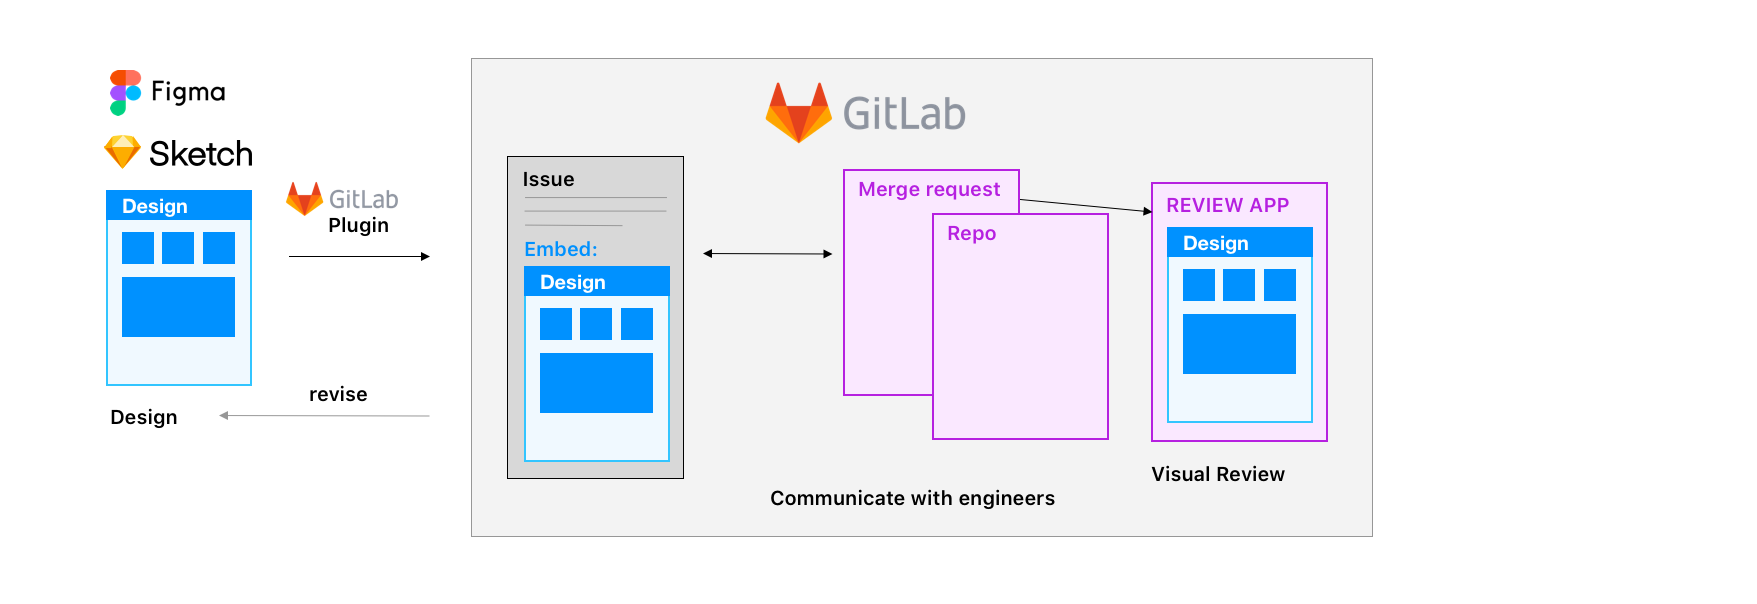 Figma
Sketch
Design
GitLab
Plugin
revise
Design
GitLab
Issue
Embed:
Design
Merge request
Repo
REVIEW APP
Design
Visual Review
Communicate with engineers